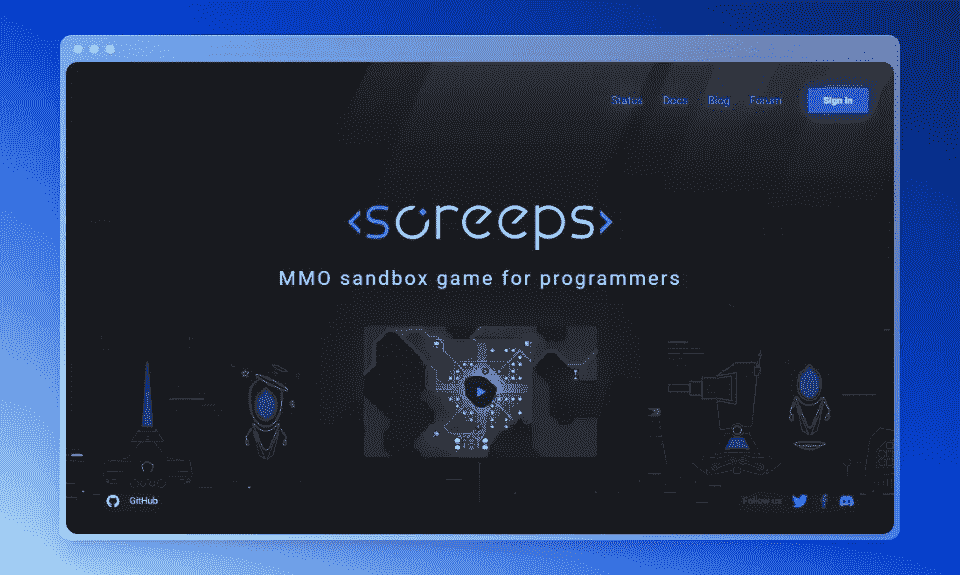 Status Docs Blog Forum Sign in
<screeps>
MMO sandbox game for programmers
GitHub
Follow us